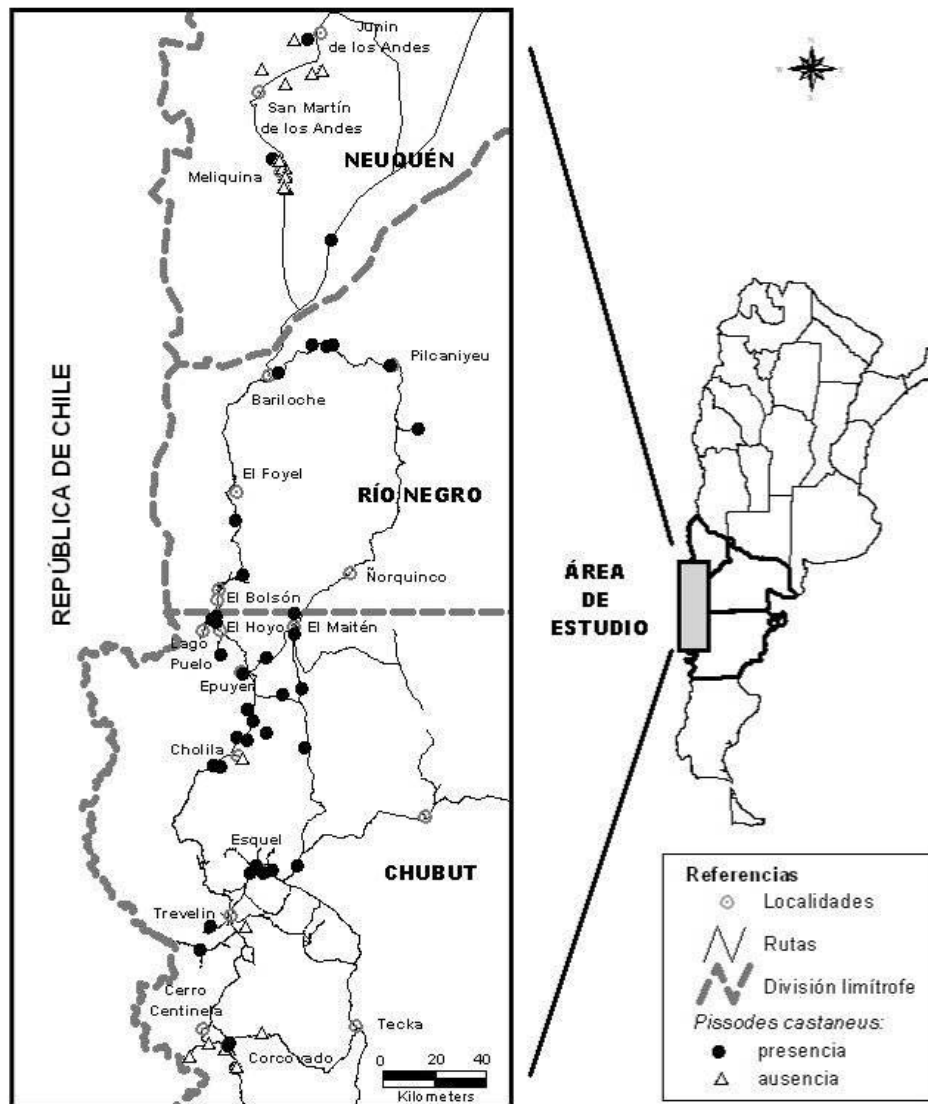 Junín
de los Andes
San Martín
de los Andes
NEUQUÉN
Meliquina
Pilcaniyeu
Bariloche
REPÚBLICA DE CHILE
El Foyel
RÍO NEGRO
Ñorquinco
El Bolsón
El Hoyo
El Maitén
Lago
Puelo
Epuyen
Cholila
Esquel
CHUBUT
Trevelin
Cerro
Centinela
Tecka
Corcovado
0 20 40
Kilometers
ÁREA
DE
ESTUDIO
Referencias
Localidades
Rutas
División limítrofe
Pissodes castaneus:
presencia
ausencia